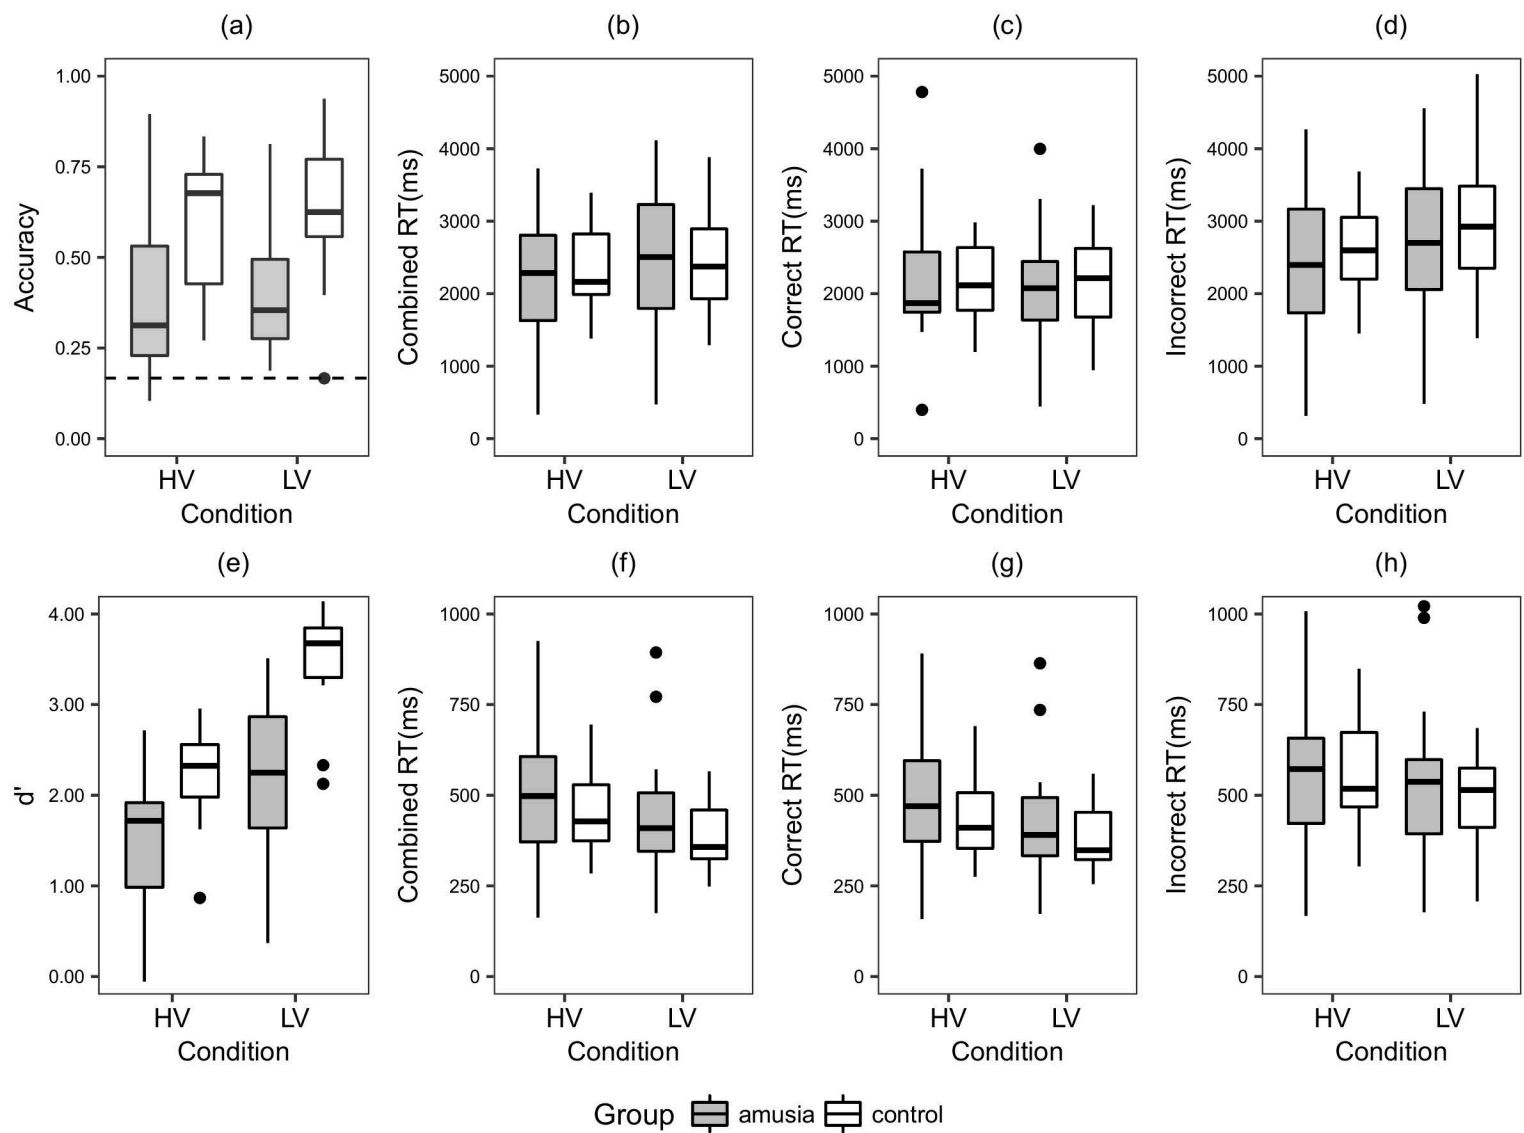 (a) (b) (c) (d)
Accuracy
1.00
0.75
0.50
0.25
0.00
HV LV
Condition
Combined RT(ms)
5000
4000
3000
2000
1000
0
HV LV
Condition
Correct RT(ms)
5000
4000
3000
2000
1000
0
HV LV
Condition
Incorrect RT(ms)
5000
4000
3000
2000
1000
0
HV LV
Condition
(e) (f) (g) (h)
d'
4.00
3.00
2.00
1.00
0.00
HV LV
Condition
Combined RT(ms)
1000
750
500
250
0
HV LV
Condition
Correct RT(ms)
1000
750
500
250
0
HV LV
Condition
Incorrect RT(ms)
1000
750
500
250
0
HV LV
Condition
Group amusia control